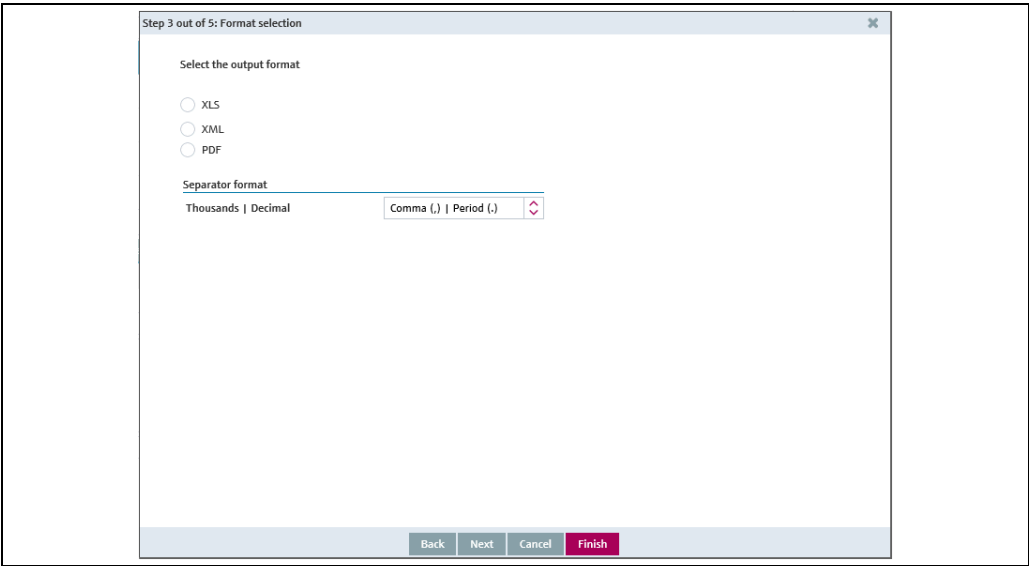 Step 3 out of 5: Format selection
Select the output format
XLS
XML
PDF
Separator format
Thousands | Decimal Comma (,) | Period (.)
Back Next Cancel Finish